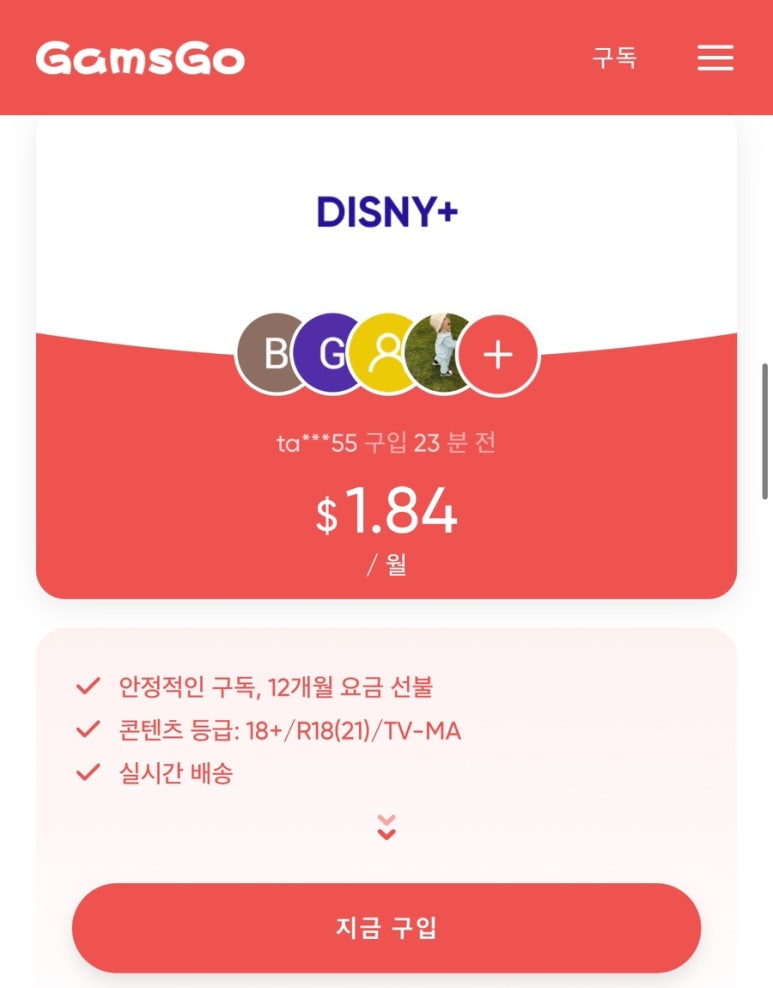 GamsGo
구독
DISNY+
B
G
ta***55 구입 23 분 전
$1.84
/ 월
안정적인 구독, 12개월 요금 선불
콘텐츠 등급: 18+/R18(21)/TV-MA
실시간 배송
지금 구입